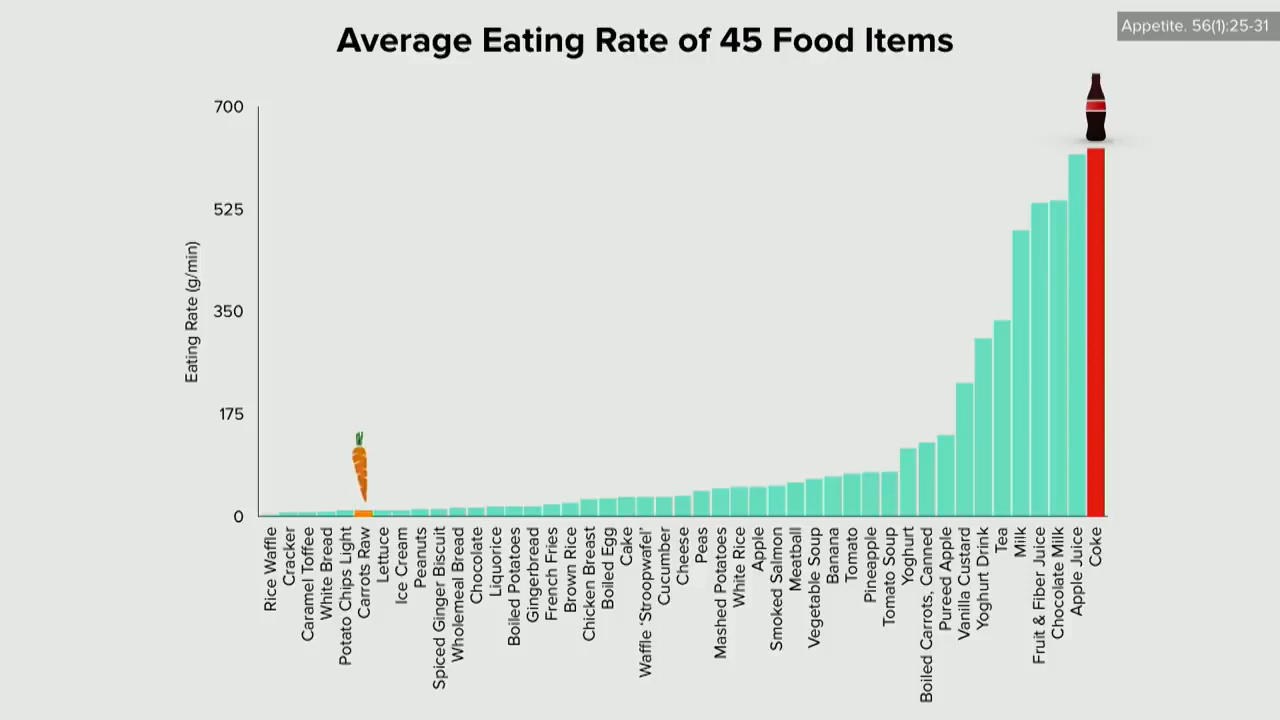 Appetite. 56(1):25-31
Average Eating Rate of 45 Food Items
Eating Rate (g/min)
700
525
350
175
0
Rice Waffle
Cracker
Caramel Toffee
White Bread
Potato Chips Light
Carrots Raw
Lettuce
Ice Cream
Peanuts
Spiced Ginger Biscuit
Wholemeal Bread
Chocolate
Liquorice
Boiled Potatoes
Gingerbread
French Fries
Brown Rice
Chicken Breast
Boiled Egg
Cake
Waffle ‘Stroopwafel’
Cucumber
Cheese
Peas
Mashed Potatoes
White Rice
Apple
Smoked Salmon
Meatball
Vegetable Soup
Banana
Tomato
Pineapple
Tomato Soup
Yoghurt
Boiled Carrots, Canned
Pureed Apple
Vanilla Custard
Yoghurt Drink
Tea
Milk
Fruit & Fiber Juice
Chocolate Milk
Apple Juice
Coke